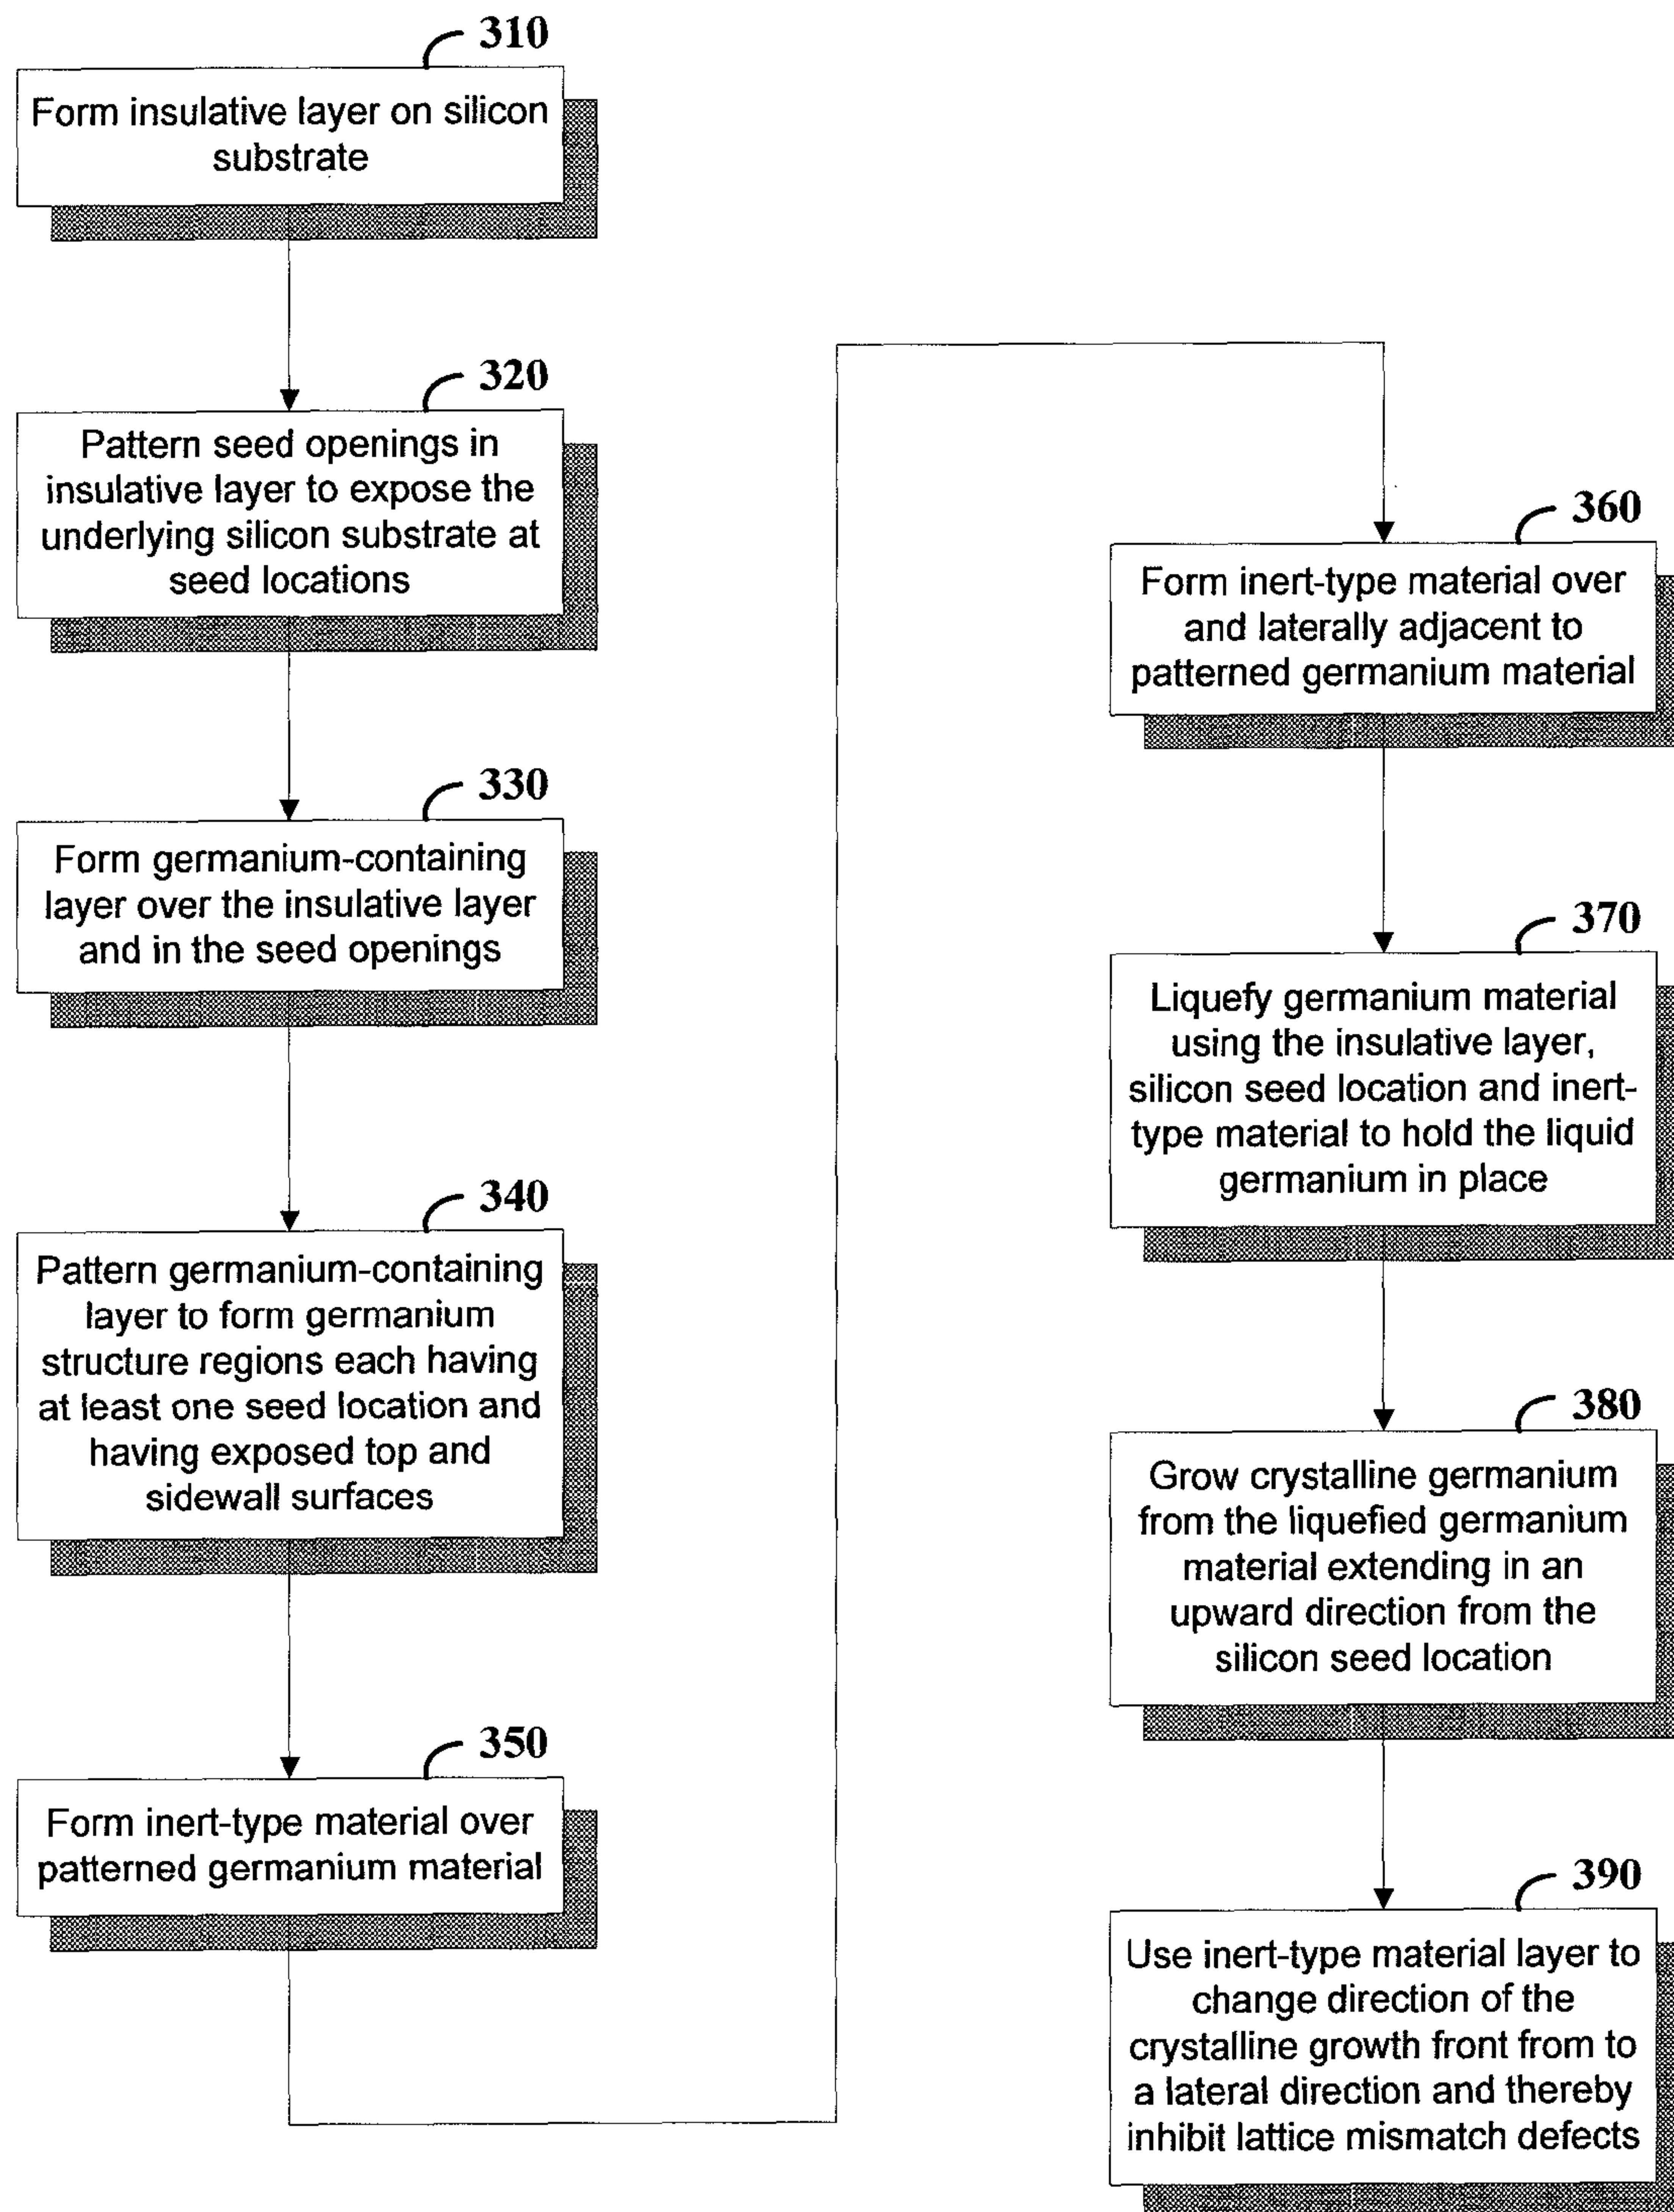 310
Form insulative layer on silicon
substrate
320
Pattern seed openings in
insulative layer to expose the
underlying silicon substrate at
seed locations
330
Form germanium-containing
layer over the insulative layer
and in the seed openings
340
Pattern germanium-containing
layer to form germanium
structure regions each having
at least one seed location and
having exposed top and
sidewall surfaces
350
Form inert-type material over
patterned germanium material
360
Form inert-type material over
and laterally adjacent to
patterned germanium material
370
Liquefy germanium material
using the insulative layer,
silicon seed location and inert-
type material to hold the liquid
germanium in place
380
Grow crystalline germanium
from the liquefied germanium
material extending in an
upward direction from the
silicon seed location
390
Use inert-type material layer to
change direction of the
crystalline growth front from to
a lateral direction and thereby
inhibit lattice mismatch defects